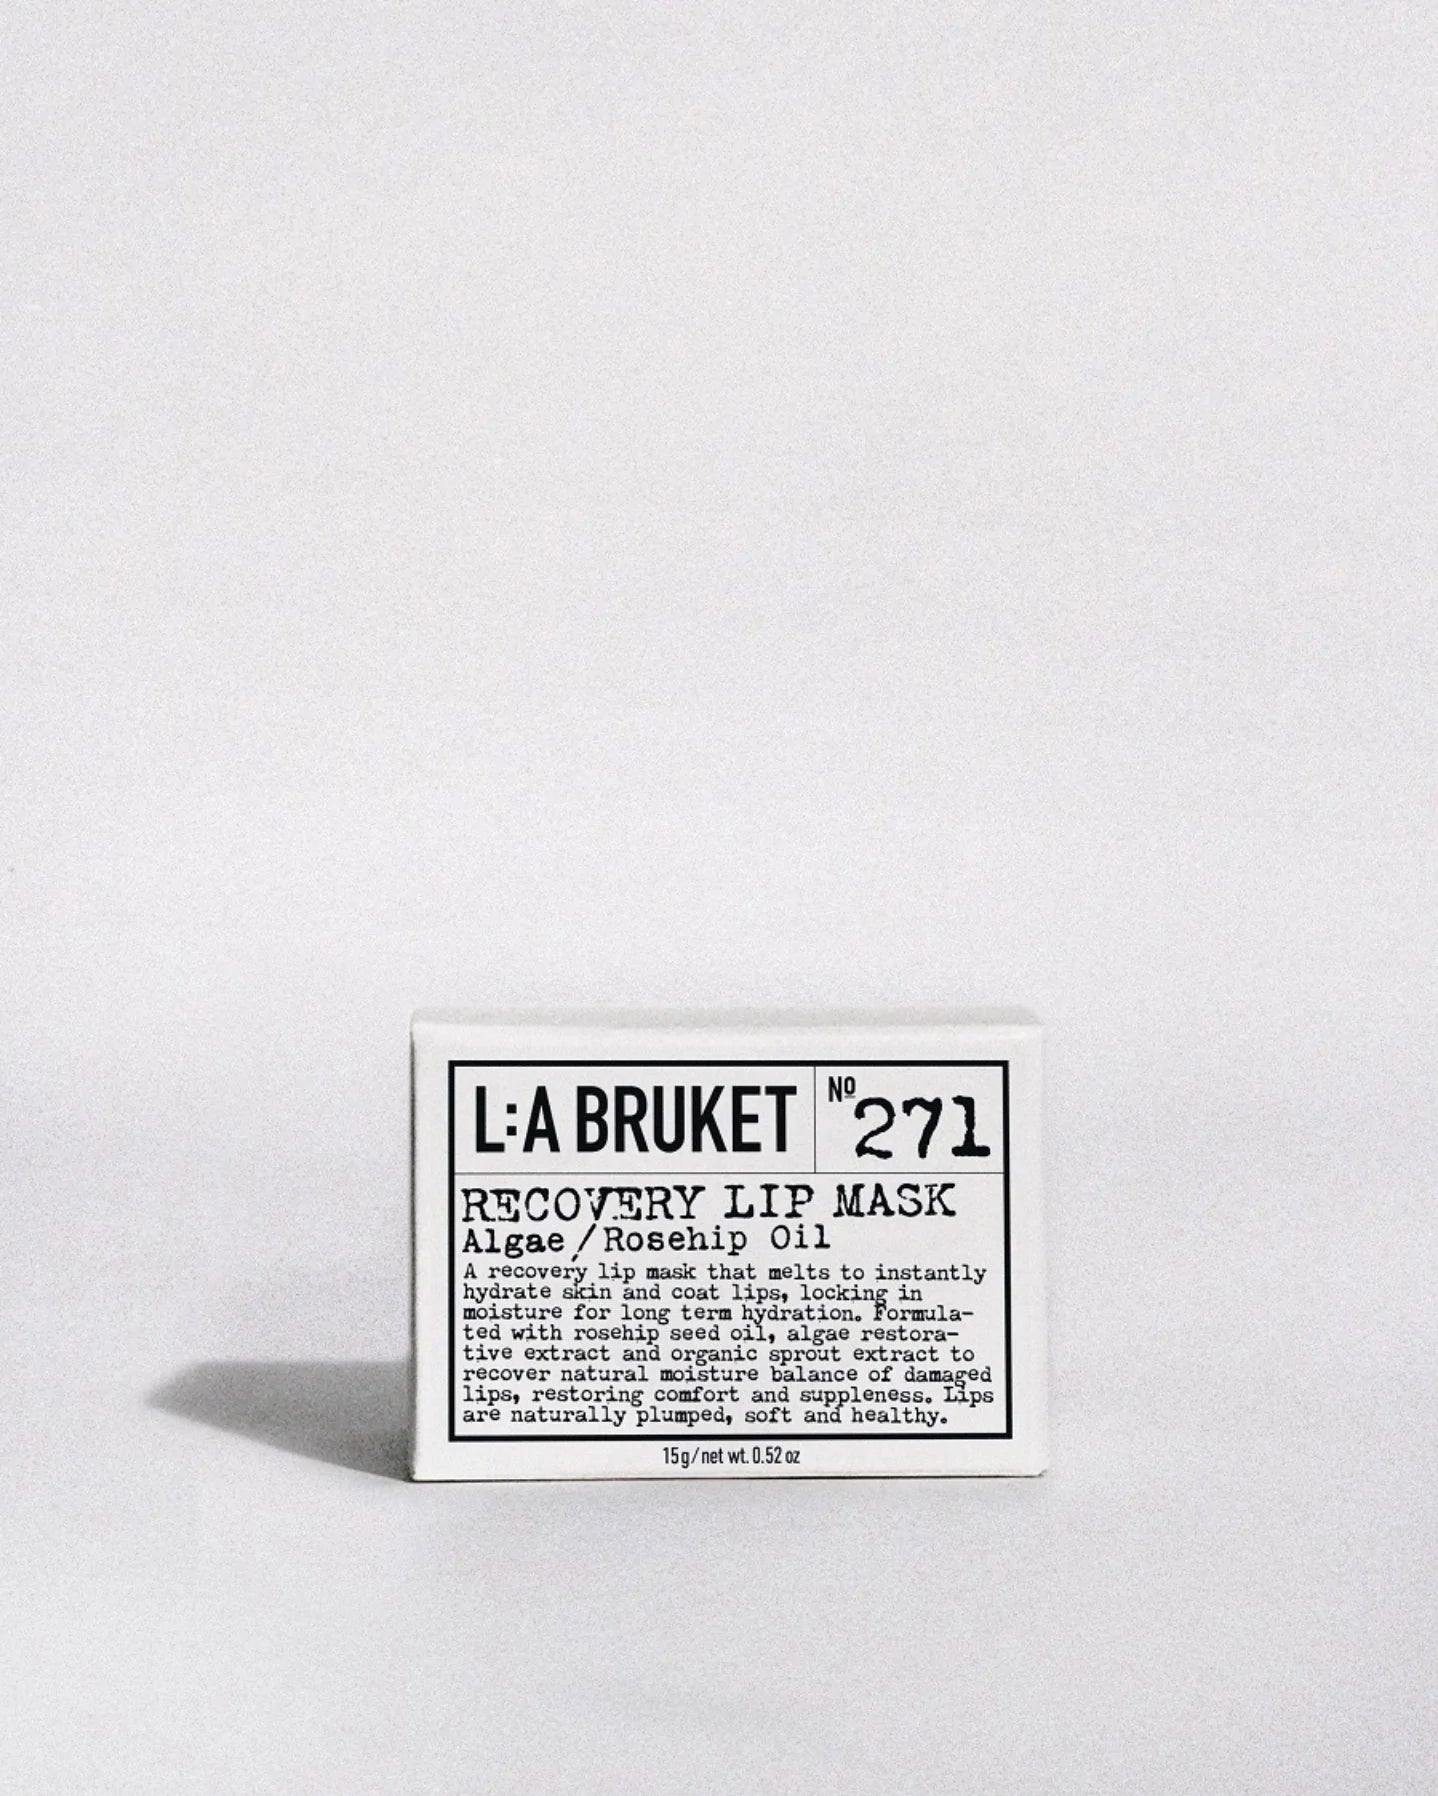 L:A BRUKET
Nº 271
RECOVERY LIP MASK
Algae/Rosehip Oil
A recovery lip mask that melts to instantly
hydrate skin and coat lips, locking in
moisture for long term hydration. Formula-
ted with rosehip seed oil, algae restora-
tive extract and organic sprout extract to
recover natural moisture balance of damaged
lips, restoring comfort and suppleness. Lips
are naturally plumped, soft and healthy.
15g/net wt. 0.52 oz